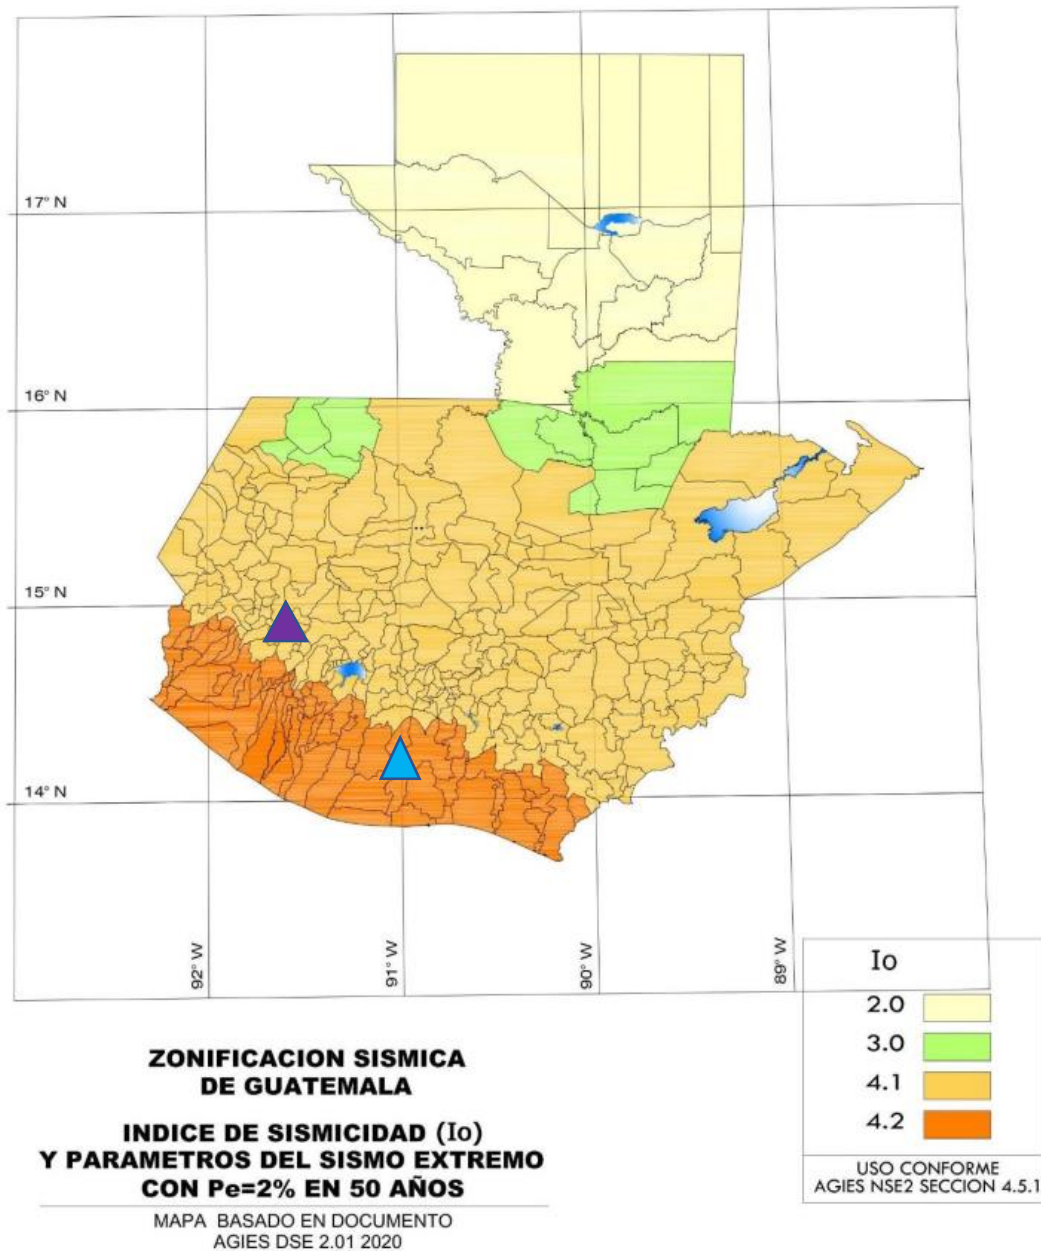 17° N
16° N
15° N
14° N
92° W
91° W
90° W
89° W
Io
2.0
3.0
4.1
4.2
USO CONFORME
AGIES NSE2 SECCION 4.5.1
ZONIFICACION SISMICA
DE GUATEMALA
INDICE DE SISMICIDAD (Io)
Y PARAMETROS DEL SISMO EXTREMO
CON Pe=2% EN 50 AÑOS
MAPA BASADO EN DOCUMENTO
AGIES DSE 2.01 2020